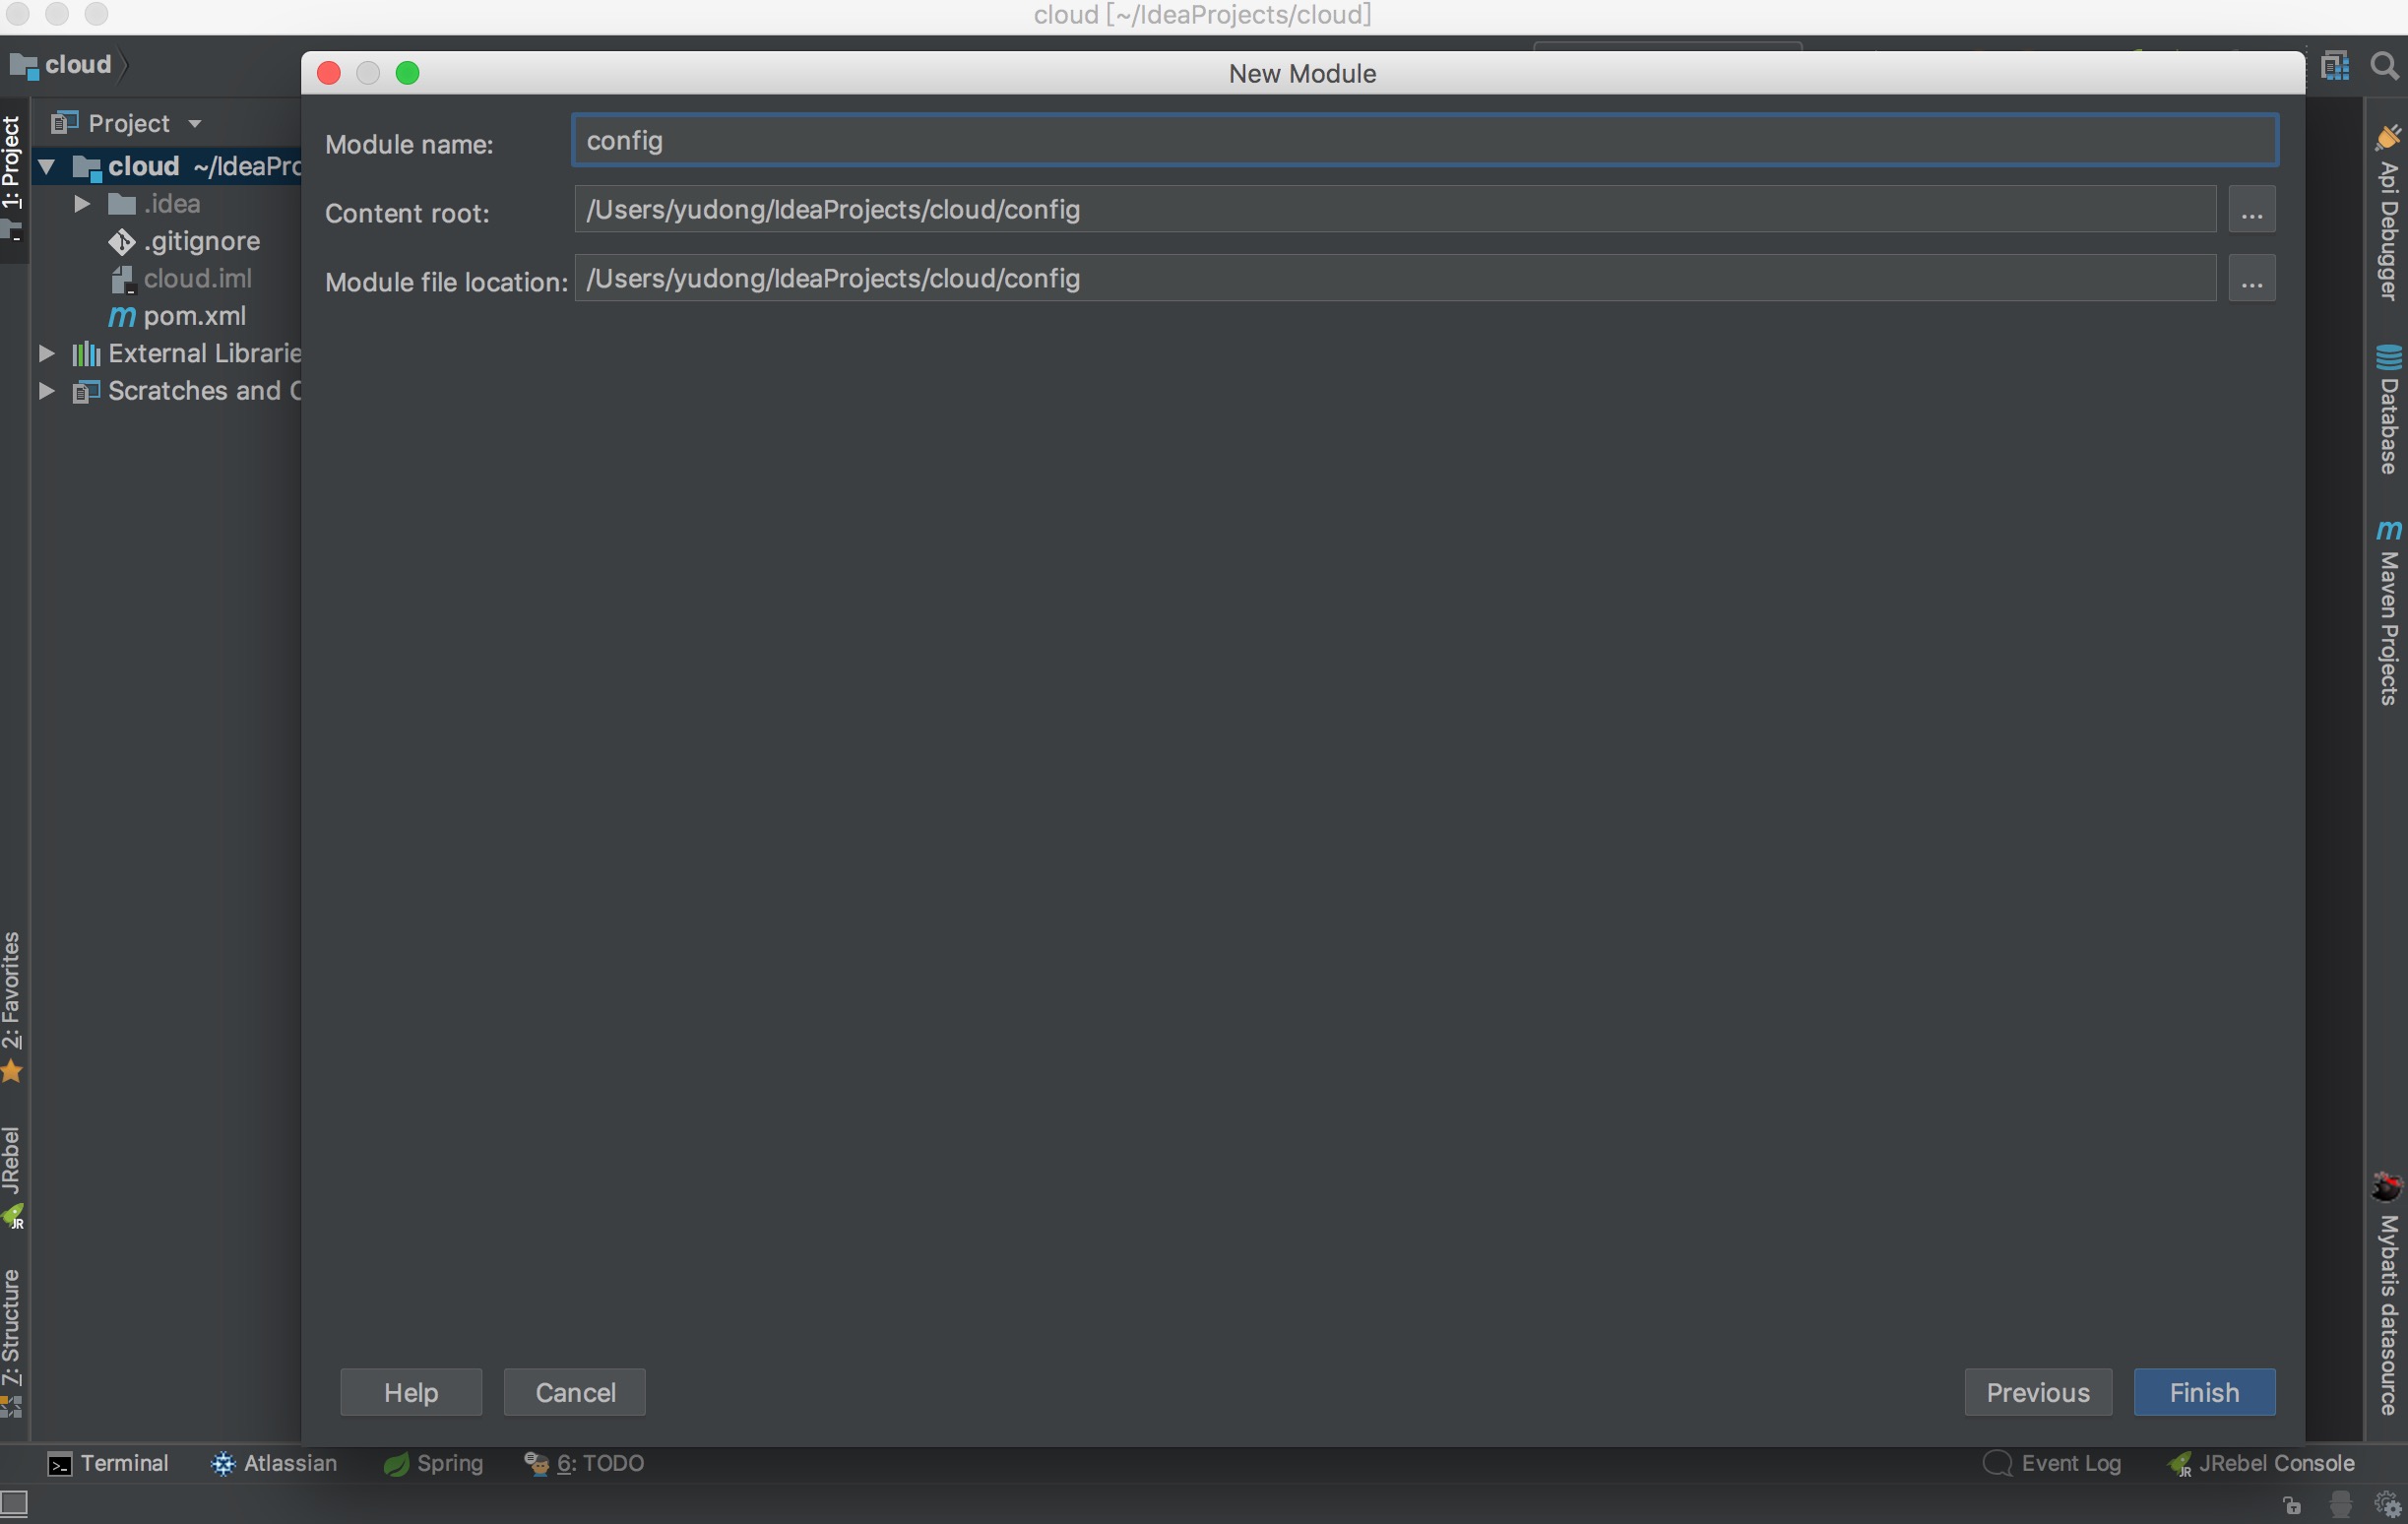 cloud [~/IdeaProjects/cloud]
cloud
New Module
1: Project
Project
cloud ~/IdeaPro
.idea
.gitignore
cloud.iml
m pom.xml
External Librarie
Scratches and C
Module name: config
Content root: /Users/yudong/IdeaProjects/cloud/config ...
Module file location: /Users/yudong/IdeaProjects/cloud/config ...
Api Debugger
Database
m Maven Projects
Mybatis datasource
2: Favorites
JRebel
JR
7: Structure
Help Cancel Previous Finish
Terminal Atlassian Spring 6: TODO Event Log JR JRebel Console